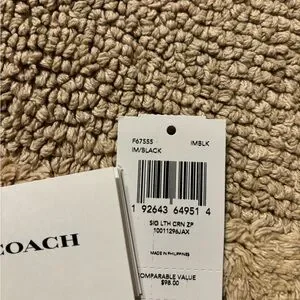 F67555 IMBLK
IM/BLACK
1 92643 64951 4
SIG LTH CRN ZP
10011296JAX
MADE IN PHILIPPINES
COMPARABLE VALUE
$98.00
COACH